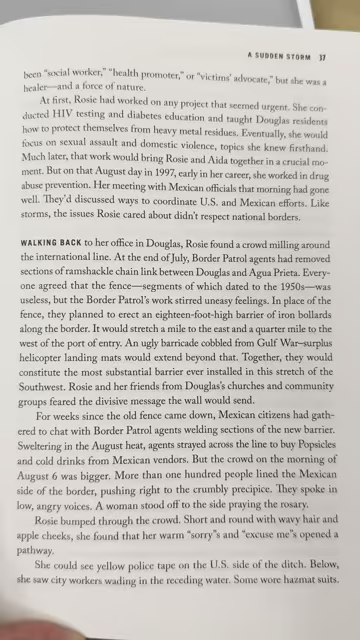 A SUDDEN STORM 17
been “social worker,” “health promoter,” or “victims’ advocate,” but she was a
healer—and a force of nature.
At first, Rosie had worked on any project that seemed urgent. She con-
ducted HIV testing and diabetes education and taught Douglas residents
how to protect themselves from heavy metal residues. Eventually, she would
focus on sexual assault and domestic violence, topics she knew firsthand.
Much later, that work would bring Rosie and Aida together in a crucial mo-
ment. But on that August day in 1997, early in her career, she worked in drug
abuse prevention. Her meeting with Mexican officials that morning had gone
well. They’d discussed ways to coordinate U.S. and Mexican efforts. Like
storms, the issues Rosie cared about didn’t respect national borders.
WALKING BACK to her office in Douglas, Rosie found a crowd milling around
the international line. At the end of July, Border Patrol agents had removed
sections of ramshackle chain link between Douglas and Agua Prieta. Every-
one agreed that the fence—segments of which dated to the 1950s—was
useless, but the Border Patrol’s work stirred uneasy feelings. In place of the
fence, they planned to erect an eighteen-foot-high barrier of iron bollards
along the border. It would stretch a mile to the east and a quarter mile to the
west of the port of entry. An ugly barricade cobbled from Gulf War–surplus
helicopter landing mats would extend beyond that. Together, they would
constitute the most substantial barrier ever installed in this stretch of the
Southwest. Rosie and her friends from Douglas’s churches and community
groups feared the divisive message the wall would send.
For weeks since the old fence came down, Mexican citizens had gath-
ered to chat with Border Patrol agents welding sections of the new barrier.
Sweltering in the August heat, agents strayed across the line to buy Popsicles
and cold drinks from Mexican vendors. But the crowd on the morning of
August 6 was bigger. More than one hundred people lined the Mexican
side of the border, pushing right to the crumbly precipice. They spoke in
low, angry voices. A woman stood off to the side praying the rosary.
Rosie bumped through the crowd. Short and round with wavy hair and
apple cheeks, she found that her warm “sorry”s and “excuse me”s opened a
pathway.
She could see yellow police tape on the U.S. side of the ditch. Below,
she saw city workers wading in the receding water. Some wore hazmat suits.